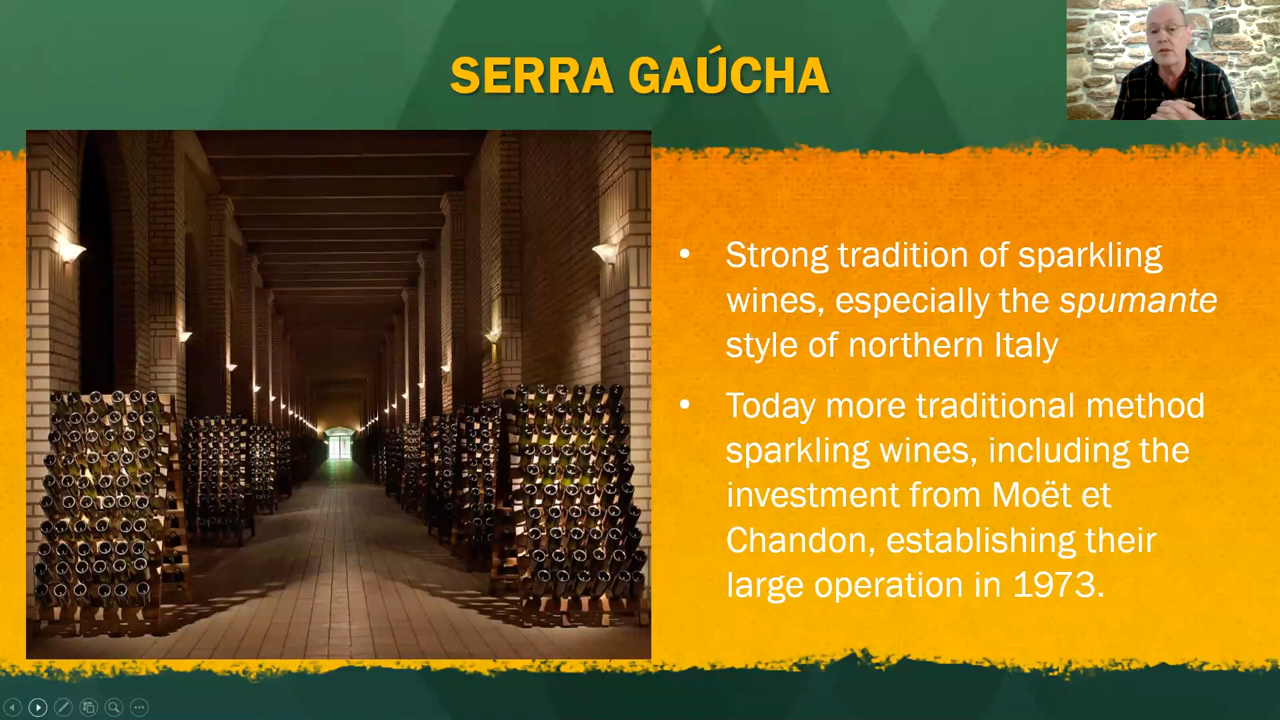 SERRA GAÚCHA
• Strong tradition of sparkling
wines, especially the spumante
style of northern Italy
• Today more traditional method
sparkling wines, including the
investment from Moët et
Chandon, establishing their
large operation in 1973.